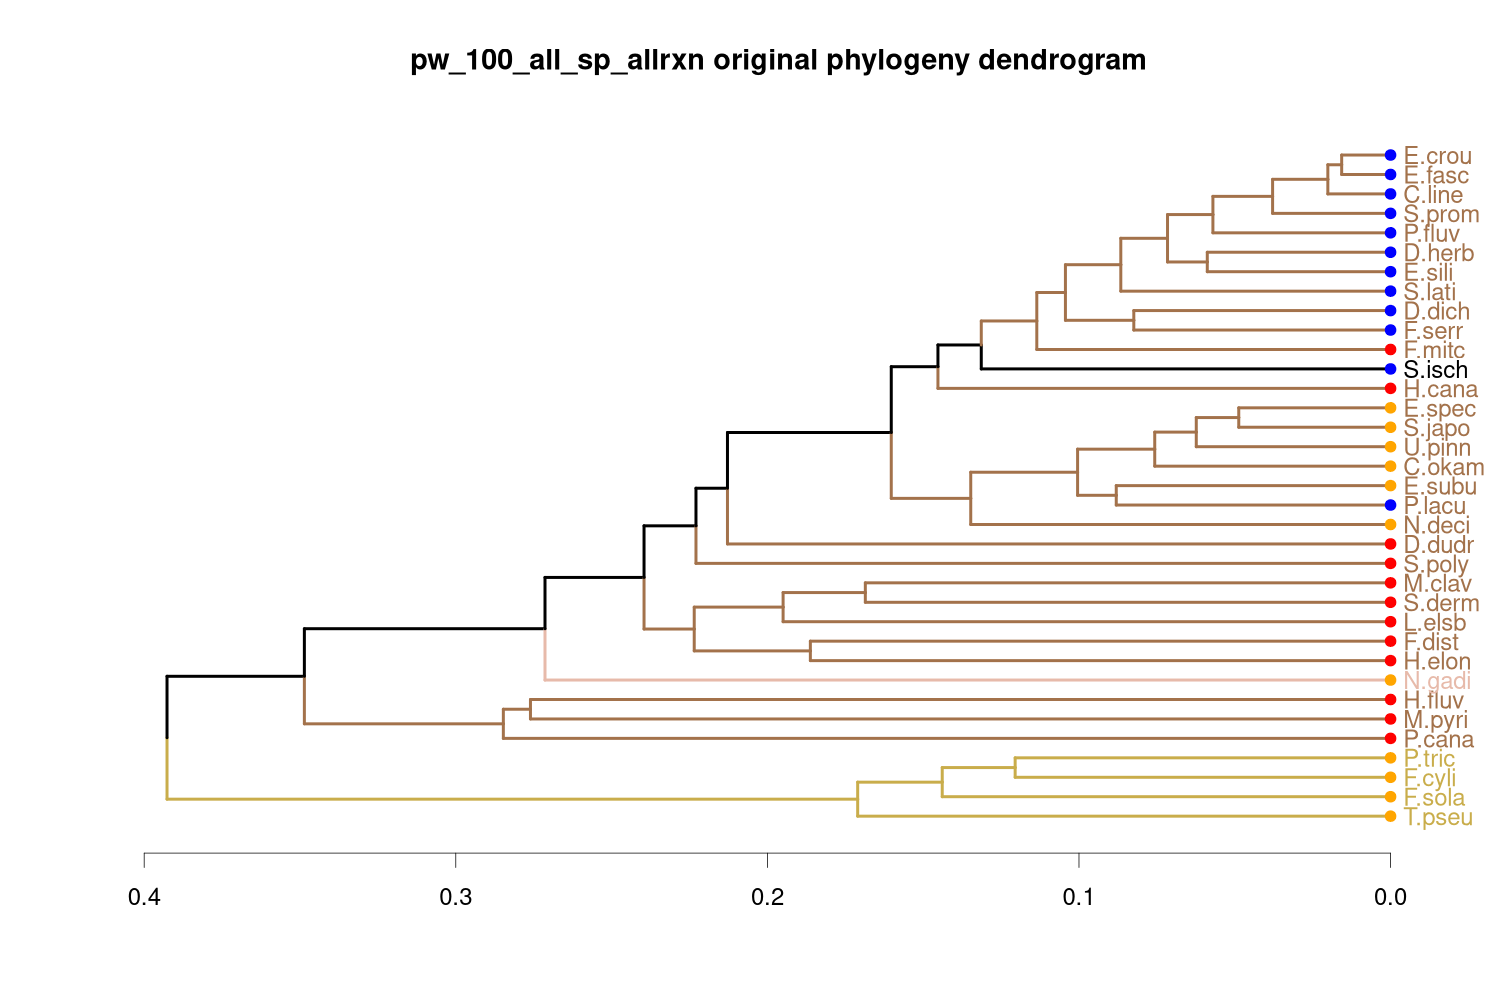 pw_100_all_sp_allrxn original phylogeny dendrogram
E.crou
E.fasc
C.line
S.prom
P.fluv
D.herb
E.sili
S.lati
D.dich
F.serr
F.mitc
S.isch
H.cana
E.spec
S.japo
U.pinn
C.okam
E.subu
P.lacu
N.deci
D.dudr
S.poly
M.clav
S.derm
L.elsb
F.dist
H.elon
N.gadi
H.fluv
M.pyri
P.cana
P.tric
F.cyli
F.sola
T.pseu
0.4 0.3 0.2 0.1 0.0